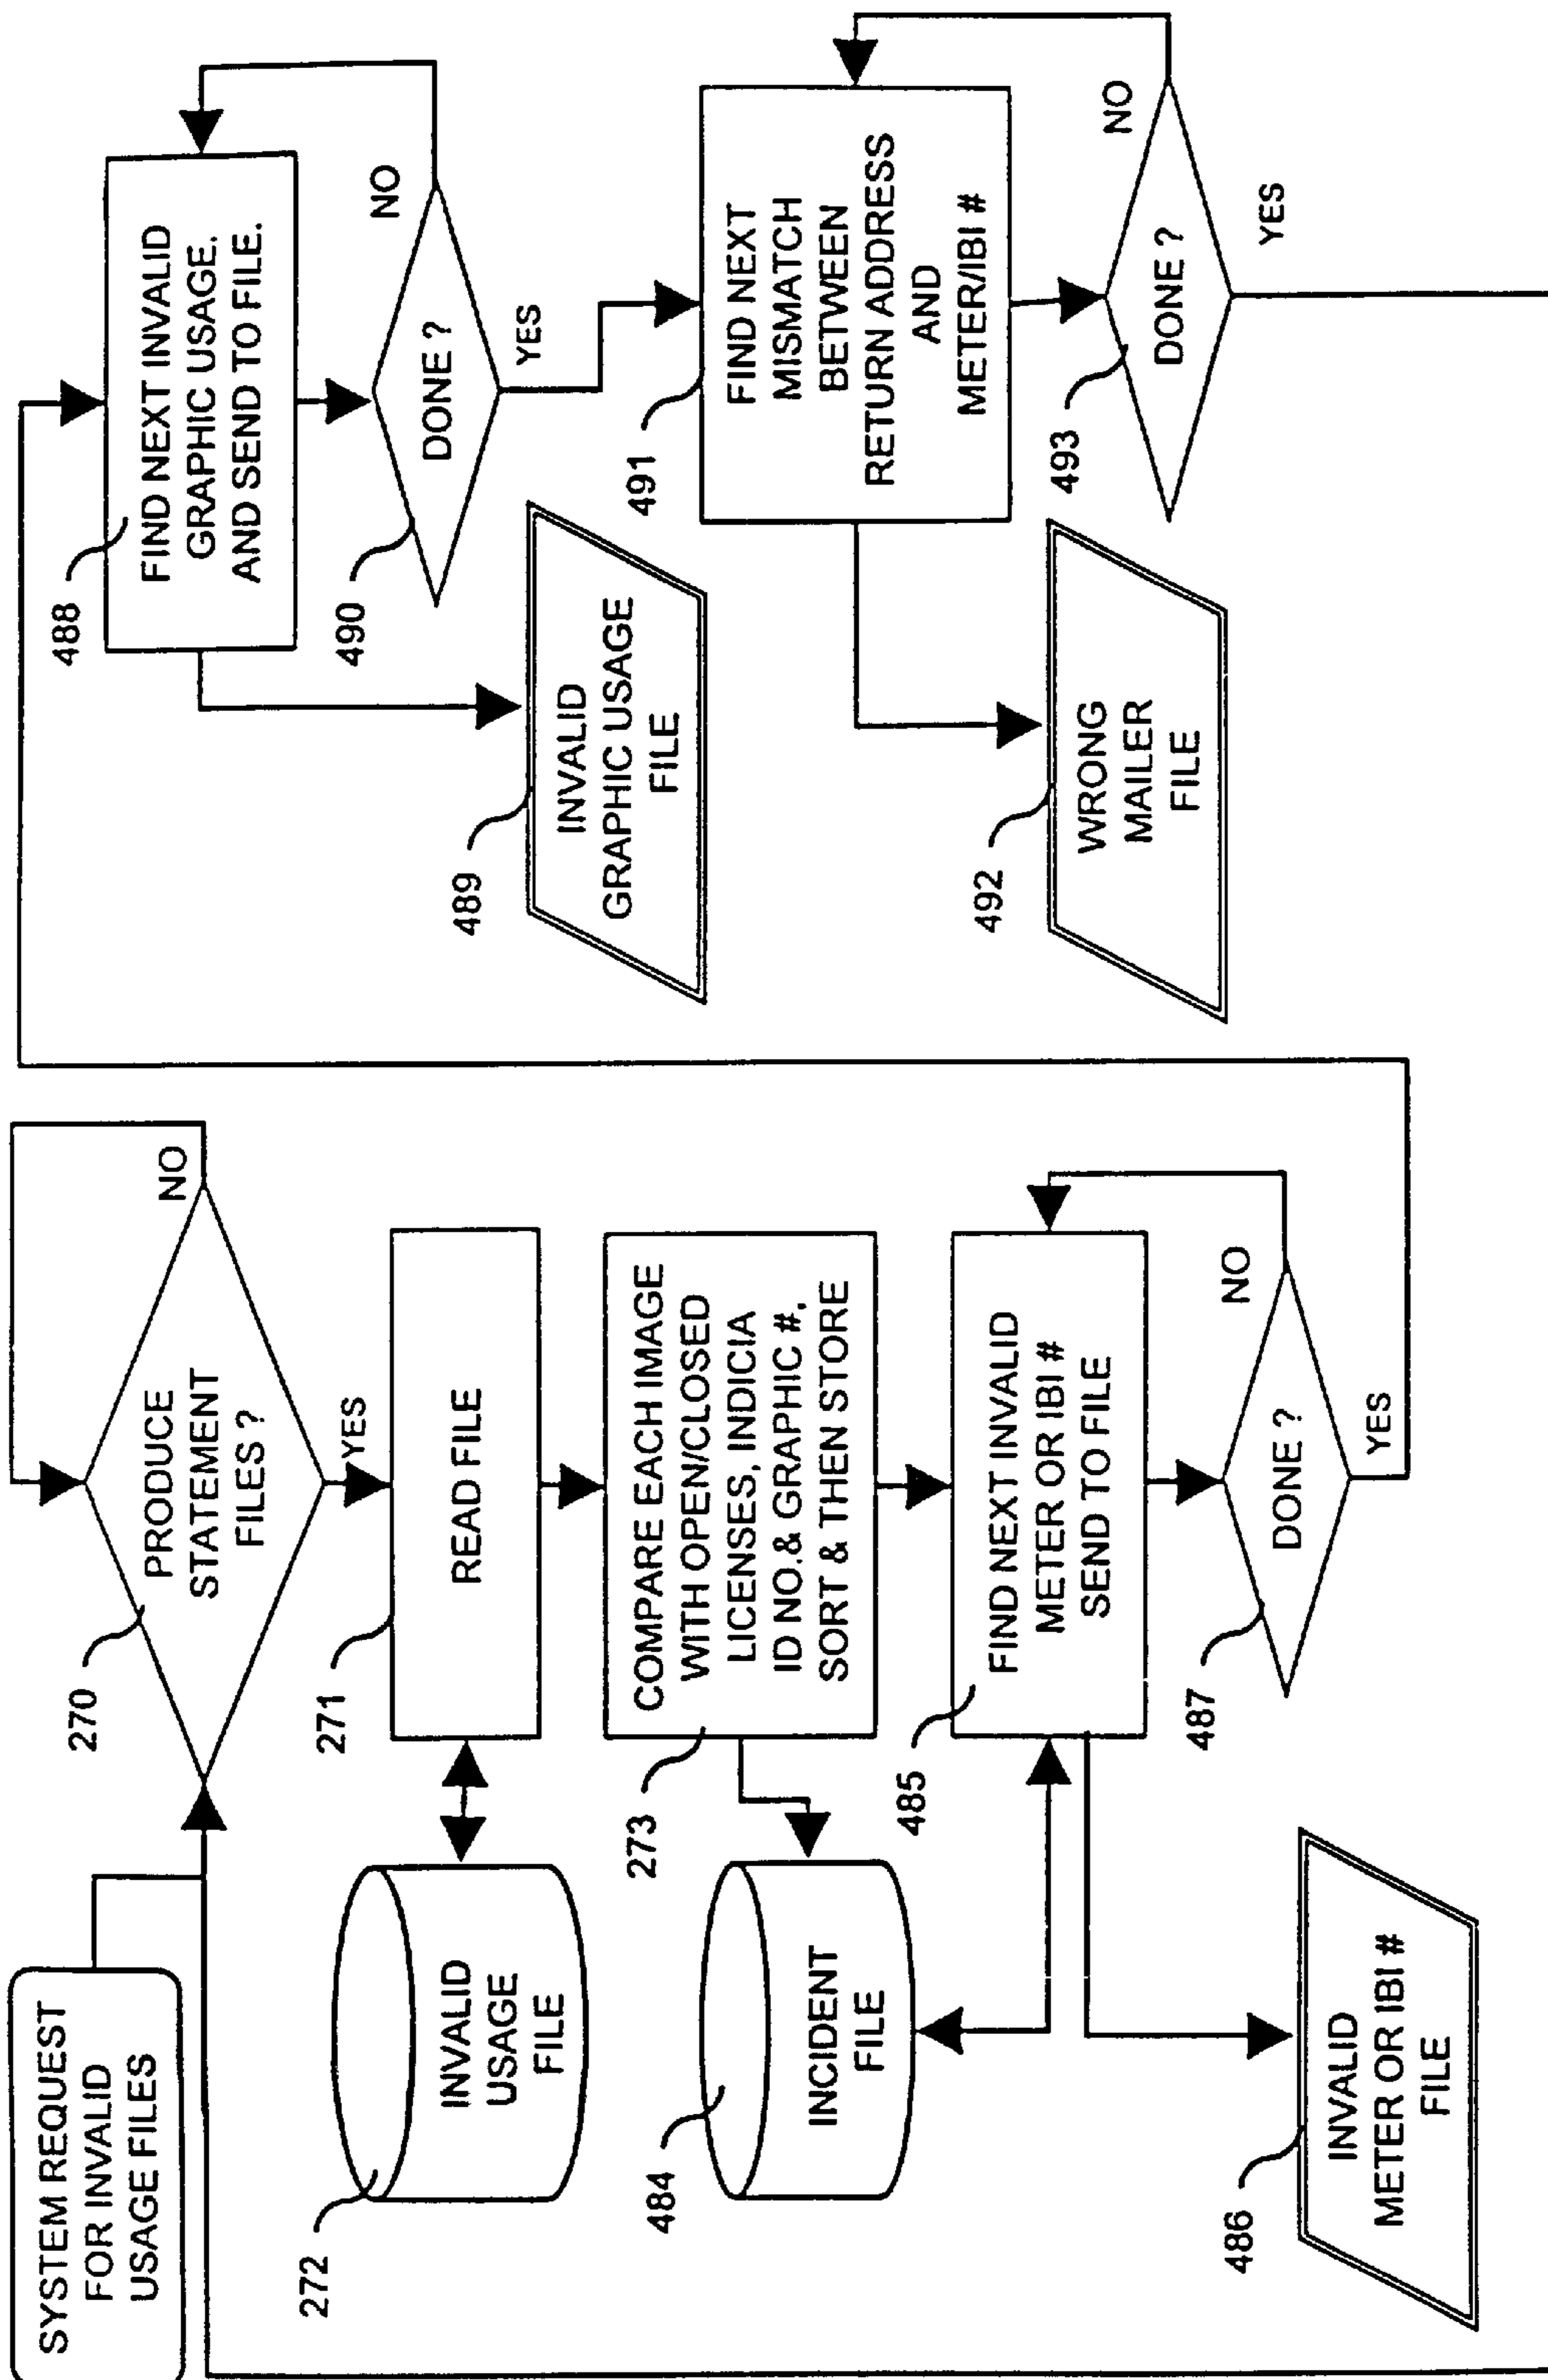 SYSTEM REQUEST
FOR INVALID
USAGE FILES
270
PRODUCE
STATEMENT
FILES ?
NO
YES
271
READ FILE
272
INVALID
USAGE
FILE
273
COMPARE EACH IMAGE
WITH OPEN/CLOSED
LICENSES, INDICIA
ID NO.& GRAPHIC #,
SORT & THEN STORE
484
INCIDENT
FILE
485
FIND NEXT INVALID
METER OR IBI #
SEND TO FILE
486
INVALID
METER OR IBI #
FILE
487
DONE ?
NO
YES
488
FIND NEXT INVALID
GRAPHIC USAGE.
AND SEND TO FILE.
489
INVALID
GRAPHIC USAGE
FILE
490
DONE ?
NO
YES
491
FIND NEXT
MISMATCH
BETWEEN
RETURN ADDRESS
AND
METER/IBI #
492
WRONG
MAILER
FILE
493
DONE ?
NO
YES